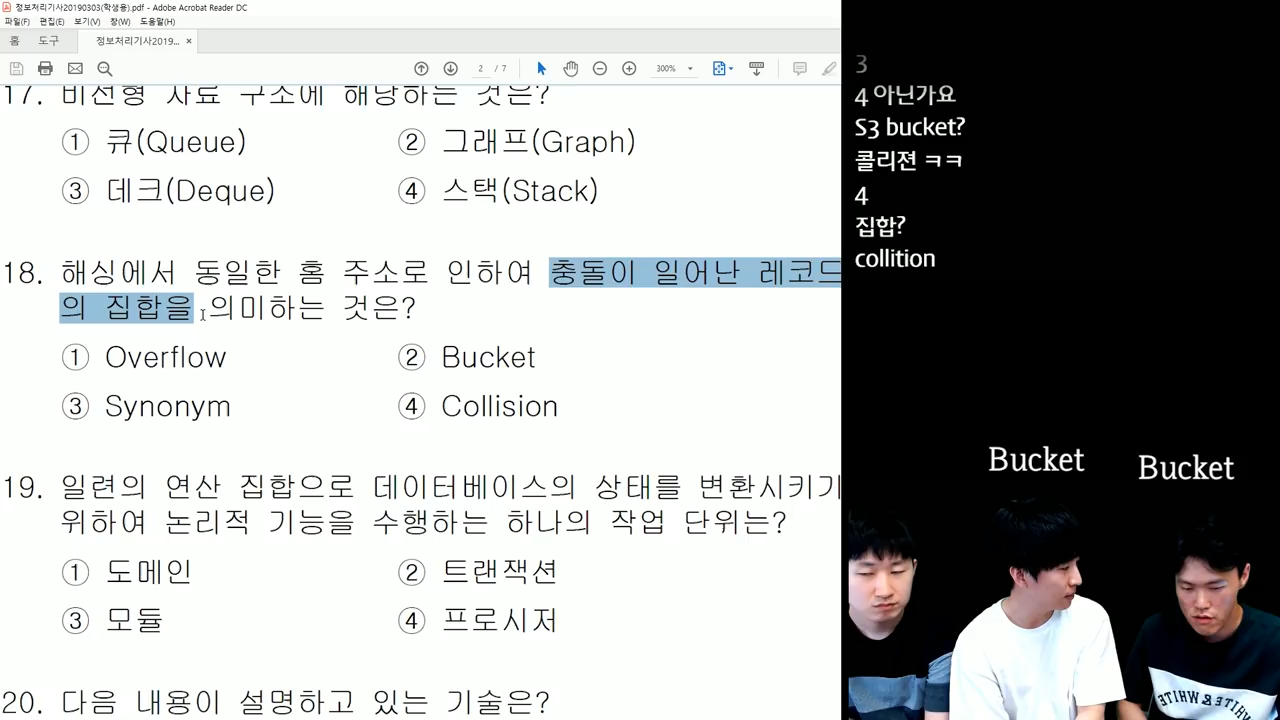 정보처리기사20190303(학생용).pdf - Adobe Acrobat Reader DC
파일(F) 편집(E) 보기(V) 창(W) 도움말(H)
홈 도구 정보처리기사2019... ×
2 / 7 300%
17. 비선형 자료 구조에 해당하는 것은?
① 큐(Queue) ② 그래프(Graph)
③ 데크(Deque) ④ 스택(Stack)
18. 해싱에서 동일한 홈 주소로 인하여 충돌이 일어난 레코드
의 집합을 의미하는 것은?
① Overflow ② Bucket
③ Synonym ④ Collision
19. 일련의 연산 집합으로 데이터베이스의 상태를 변환시키기
위하여 논리적 기능을 수행하는 하나의 작업 단위는?
① 도메인 ② 트랜잭션
③ 모듈 ④ 프로시저
20. 다음 내용이 설명하고 있는 기술은?
3
4 아닌가요
S3 bucket?
콜리젼 ㅋㅋ
4
집합?
collition
Bucket
Bucket
WHITE & WHITE